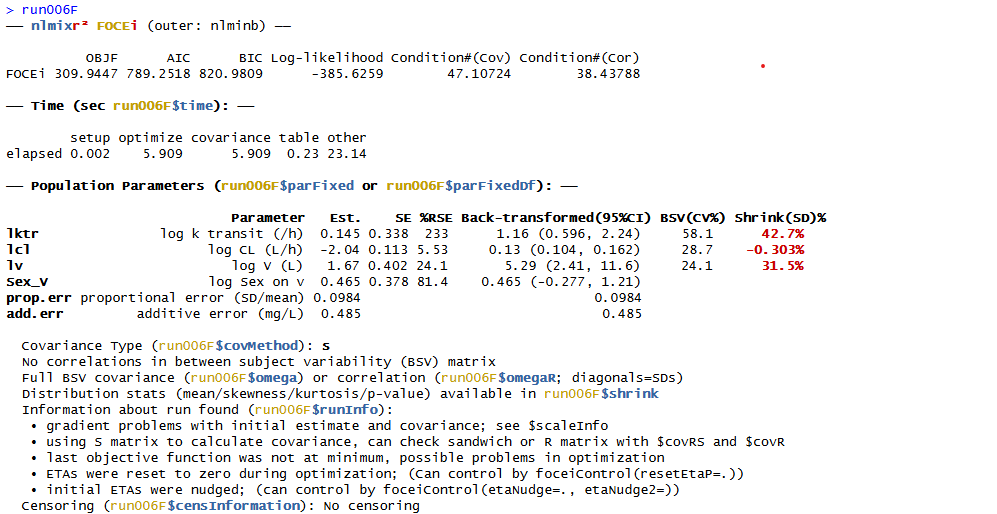 > run006F
── nlmixr² FOCEi (outer: nlminb) ──
OBJF AIC BIC Log-likelihood Condition#(Cov) Condition#(Cor)
FOCEi 309.9447 789.2518 820.9809 -385.6259 47.10724 38.43788
── Time (sec run006F$time): ──
setup optimize covariance table other
elapsed 0.002 5.909 5.909 0.23 23.14
── Population Parameters (run006F$parFixed or run006F$parFixedDf): ──
Parameter Est. SE %RSE Back-transformed(95%CI) BSV(CV%) Shrink(SD)%
lktr log k transit (/h) 0.145 0.338 233 1.16 (0.596, 2.24) 58.1 42.7%
lcl log CL (L/h) -2.04 0.113 5.53 0.13 (0.104, 0.162) 28.7 -0.303%
lv log V (L) 1.67 0.402 24.1 5.29 (2.41, 11.6) 24.1 31.5%
Sex_V log Sex on v 0.465 0.378 81.4 0.465 (-0.277, 1.21)
prop.err proportional error (SD/mean) 0.0984 0.0984
add.err additive error (mg/L) 0.485 0.485
Covariance Type (run006F$covMethod): s
No correlations in between subject variability (BSV) matrix
Full BSV covariance (run006F$omega) or correlation (run006F$omegaR; diagonals=SDs)
Distribution stats (mean/skewness/kurtosis/p-value) available in run006F$shrink
Information about run found (run006F$runInfo):
• gradient problems with initial estimate and covariance; see $scaleInfo
• using S matrix to calculate covariance, can check sandwich or R matrix with $covRS and $covR
• last objective function was not at minimum, possible problems in optimization
• ETAs were reset to zero during optimization; (Can control by foceiControl(resetEtaP=.))
• initial ETAs were nudged; (can control by foceiControl(etaNudge=., etaNudge2=))
Censoring (run006F$censInformation): No censoring